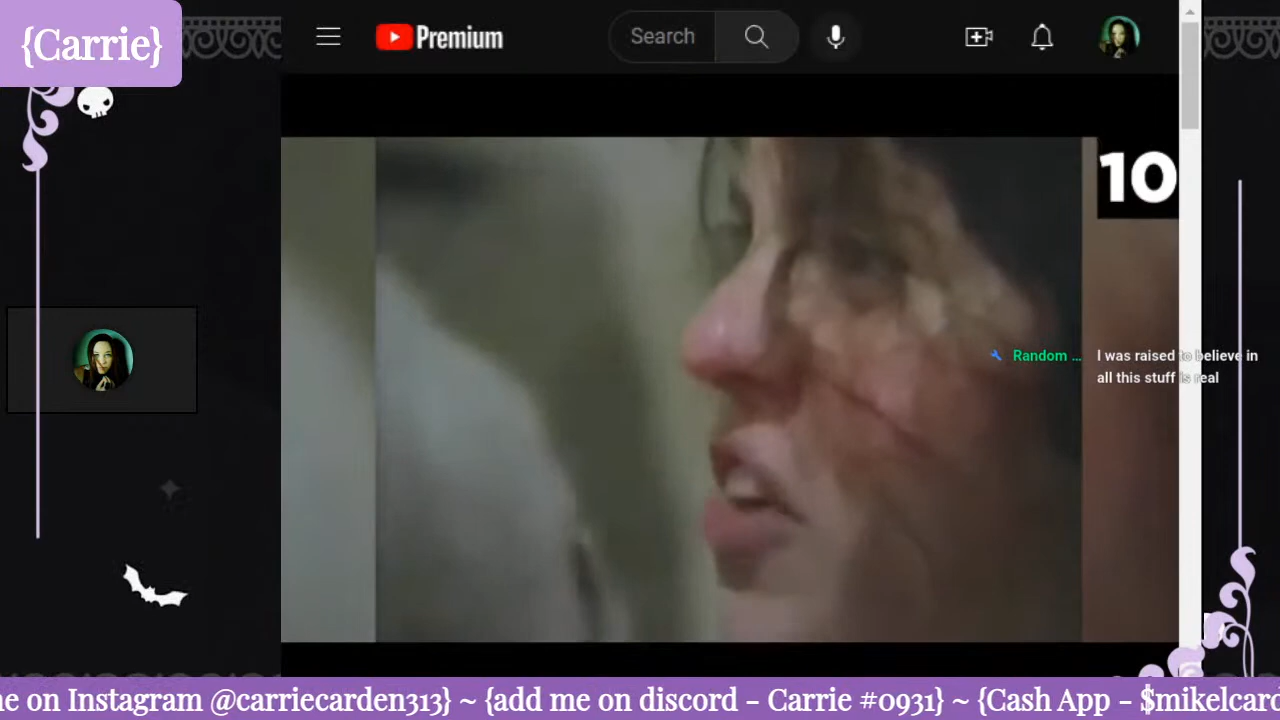 {Carrie}
Premium
Search
10
Random ... I was raised to believe in
all this stuff is real
me on Instagram @carriecarden313} ~ {add me on discord - Carrie #0931} ~ {Cash App - $mikelcard